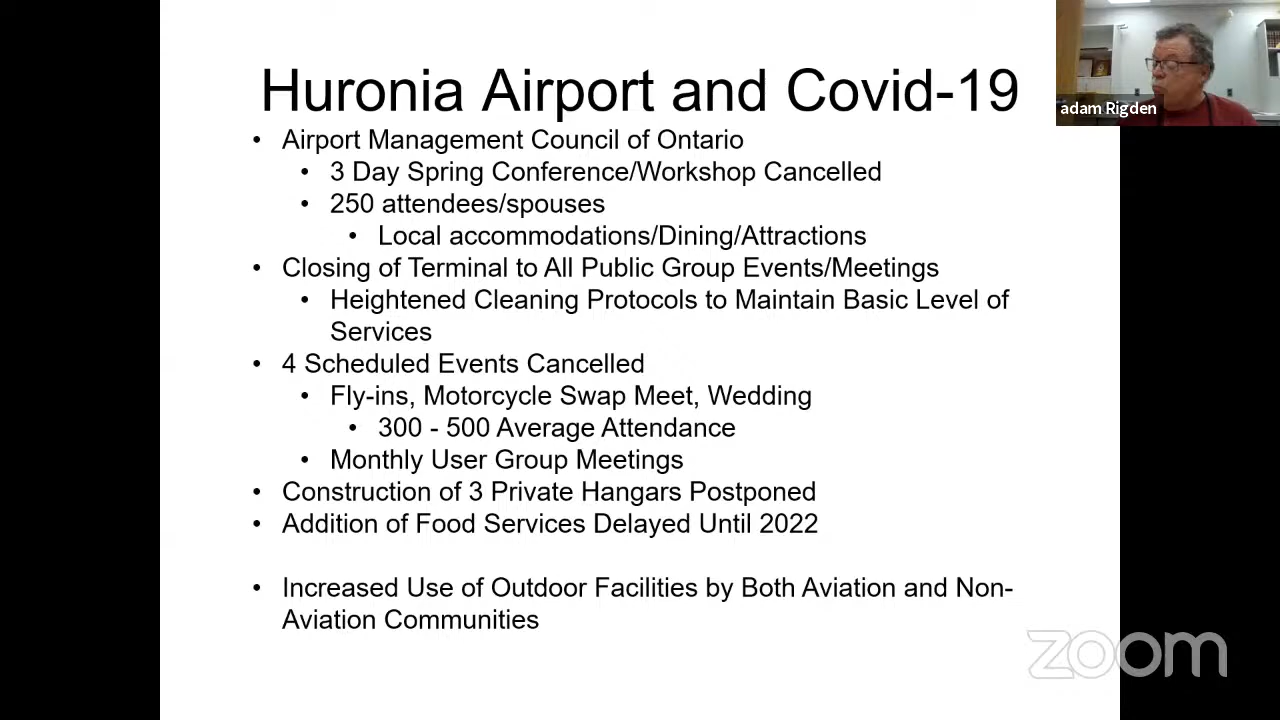 Huronia Airport and Covid-19
adam Rigden
• Airport Management Council of Ontario
• 3 Day Spring Conference/Workshop Cancelled
• 250 attendees/spouses
• Local accommodations/Dining/Attractions
• Closing of Terminal to All Public Group Events/Meetings
• Heightened Cleaning Protocols to Maintain Basic Level of
Services
• 4 Scheduled Events Cancelled
• Fly-ins, Motorcycle Swap Meet, Wedding
• 300 - 500 Average Attendance
• Monthly User Group Meetings
• Construction of 3 Private Hangars Postponed
• Addition of Food Services Delayed Until 2022
• Increased Use of Outdoor Facilities by Both Aviation and Non-
Aviation Communities
zoom